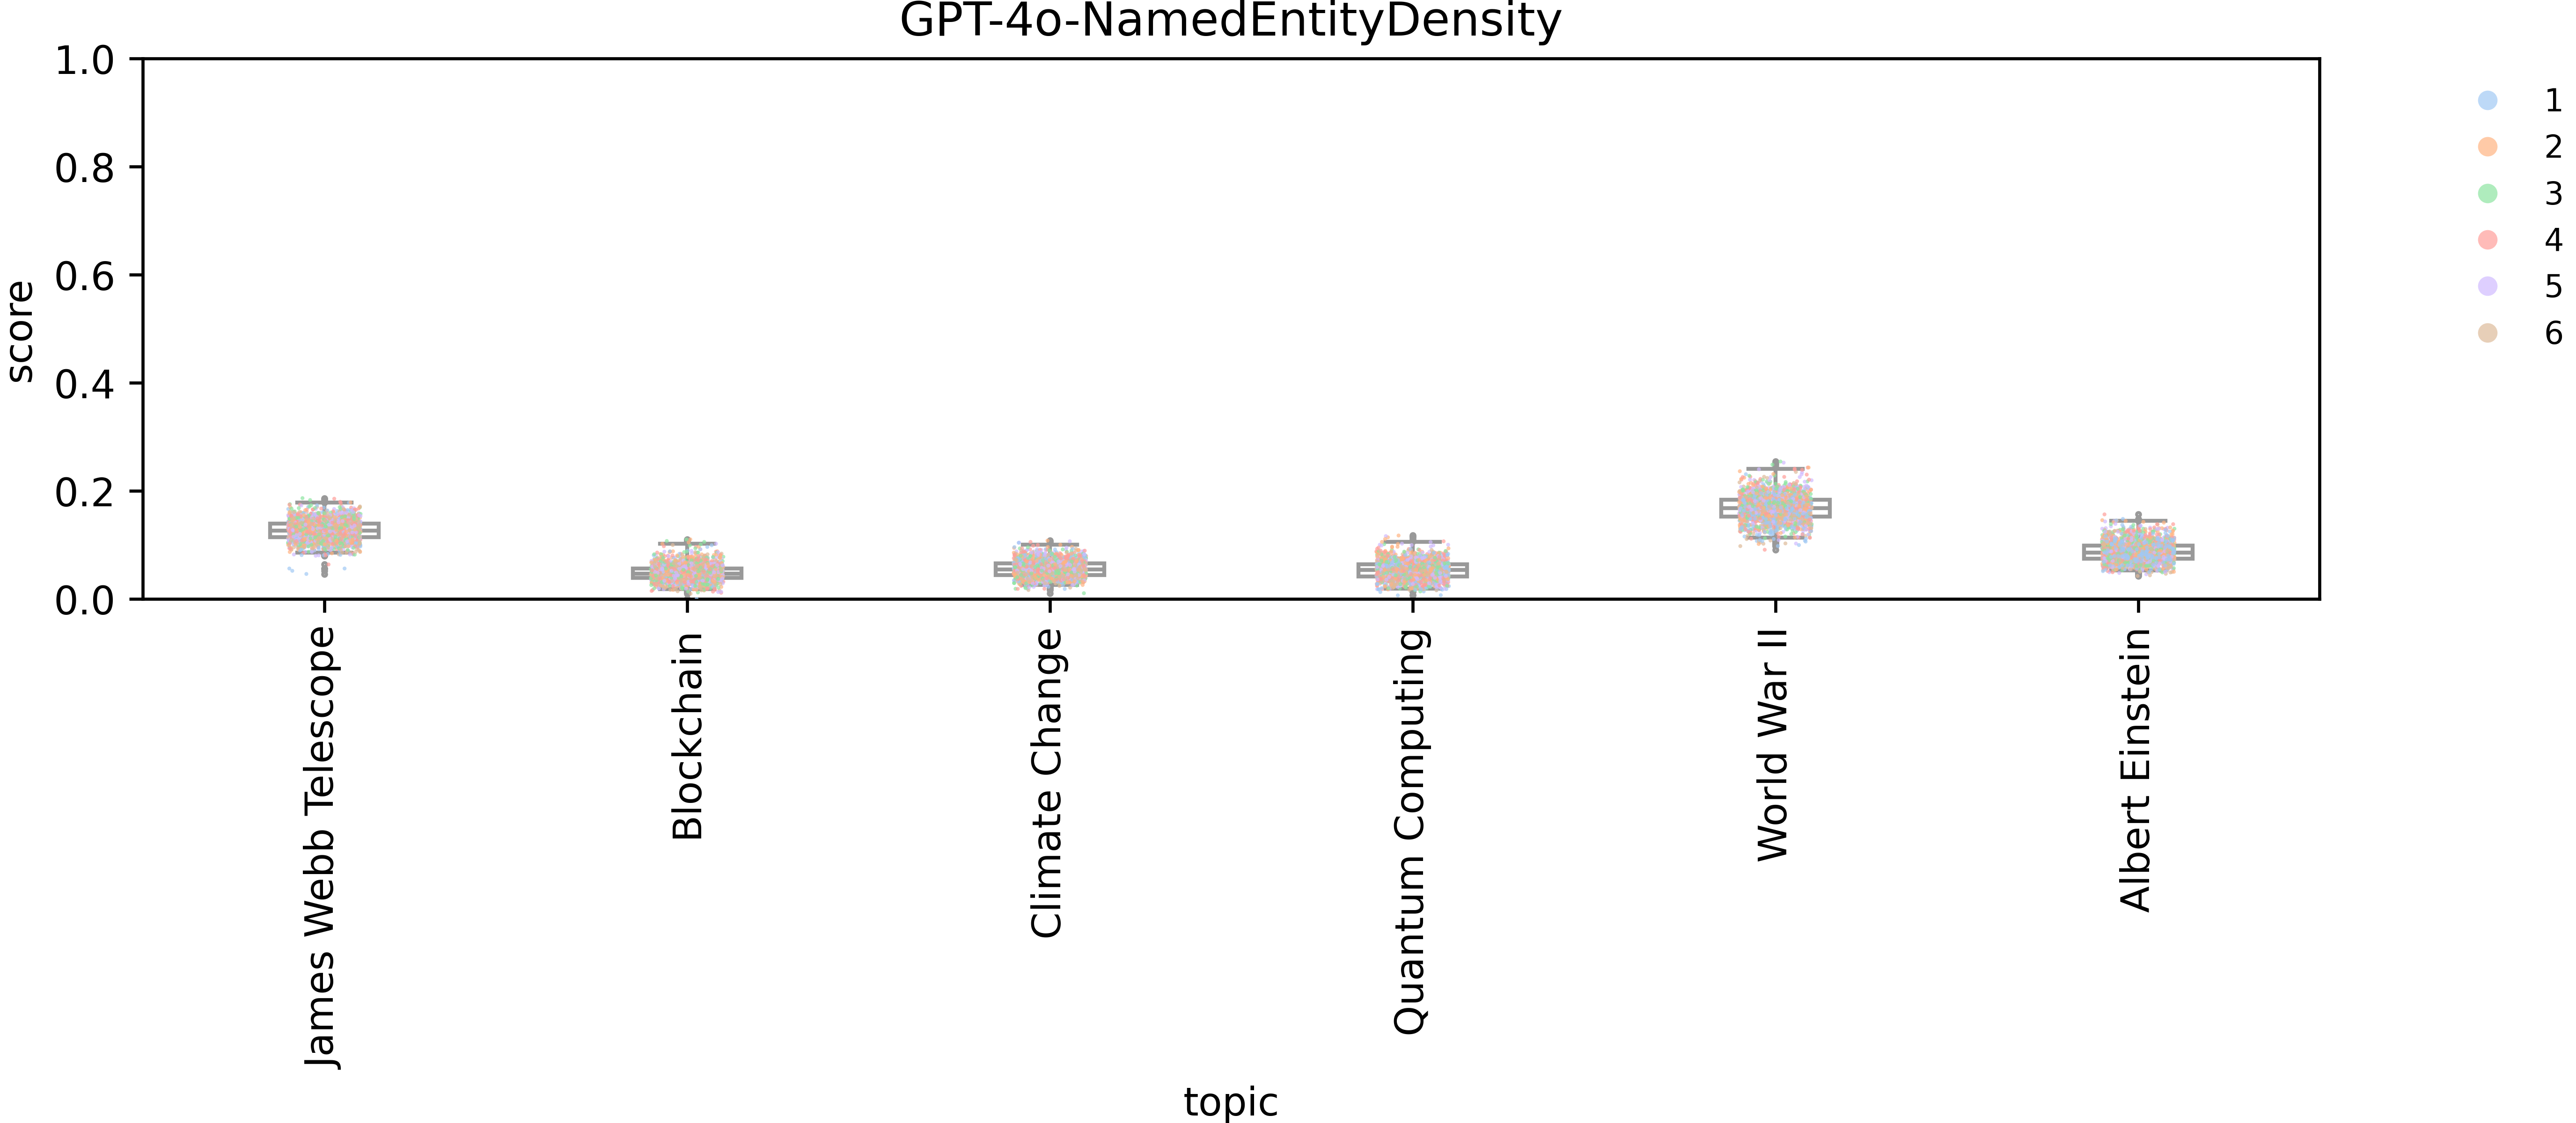 GPT-4o-NamedEntityDensity
1.0
0.8
0.6
0.4
0.2
0.0
score
James Webb Telescope
Blockchain
Climate Change
Quantum Computing
World War II
Albert Einstein
topic
1
2
3
4
5
6